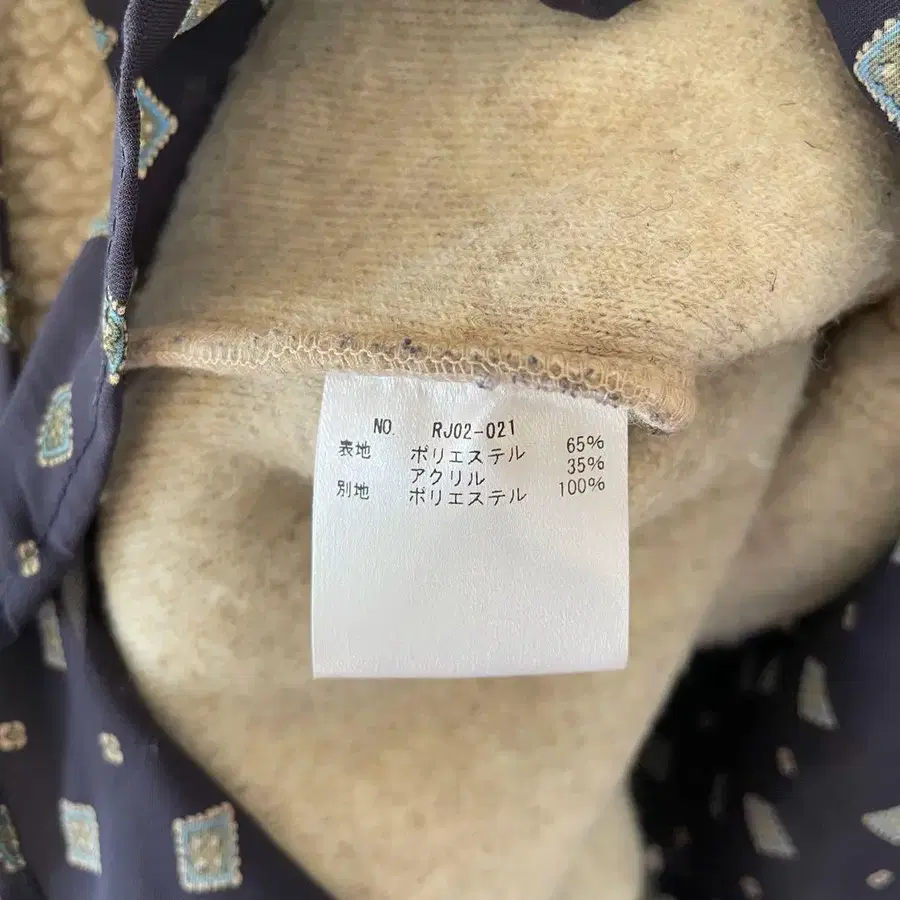 NO. RJ02-021
表地 ポリエステル 65%
アクリル 35%
別地 ポリエステル 100%